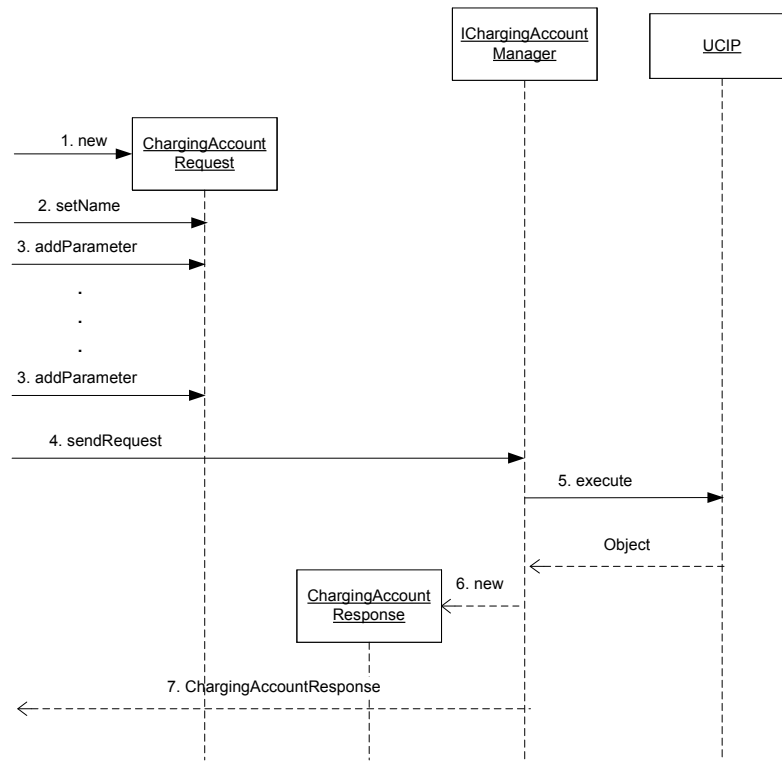 IChargingAccount
Manager
UCIP
1. new
ChargingAccount
Request
2. setName
3. addParameter
.
.
.
3. addParameter
4. sendRequest
5. execute
Object
6. new
ChargingAccount
Response
7. ChargingAccountResponse